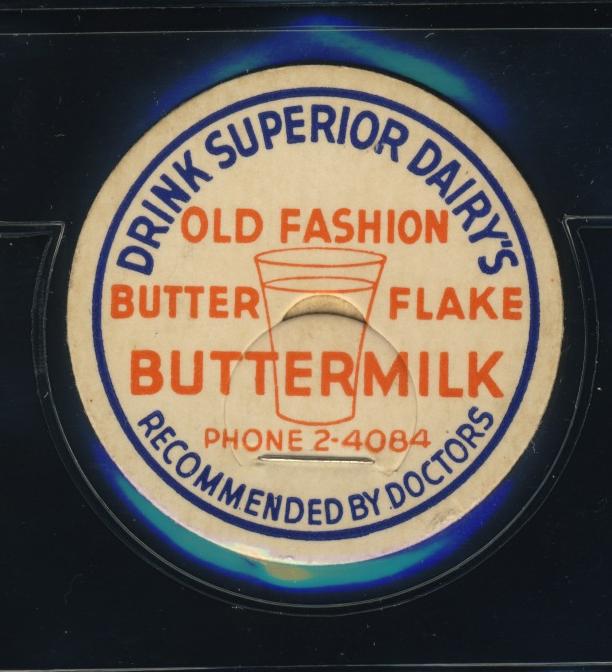 DRINK SUPERIOR DAIRY'S
OLD FASHION
BUTTER FLAKE
BUTTERMILK
PHONE 2-4084
RECOMMENDED BY DOCTORS